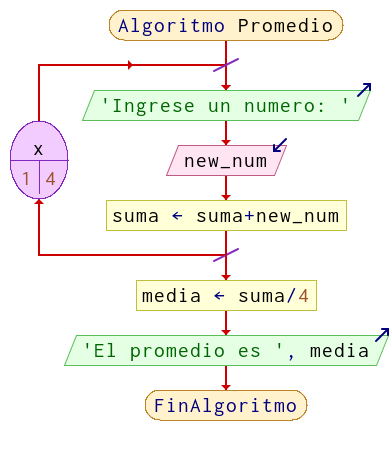 Algoritmo Promedio
'Ingrese un numero: '
x
1 4
new_num
suma ← suma+new_num
media ← suma/4
'El promedio es ', media
FinAlgoritmo